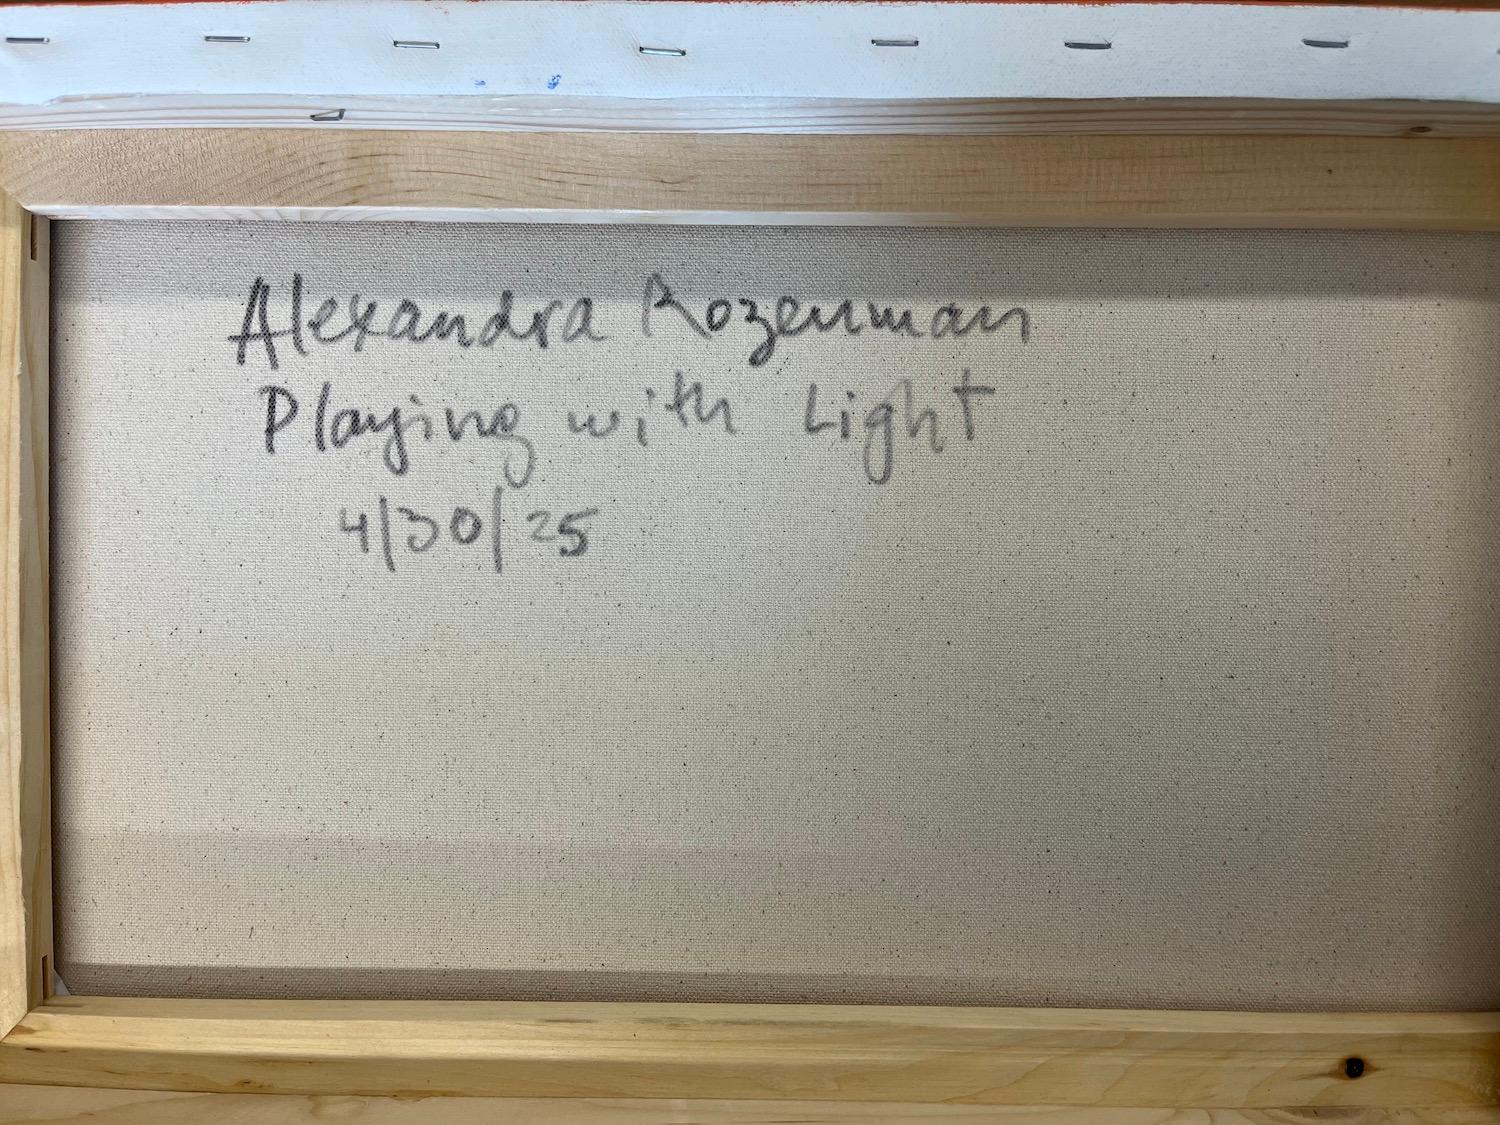 Alexandra Rozenman
Playing with Light
4/30/25